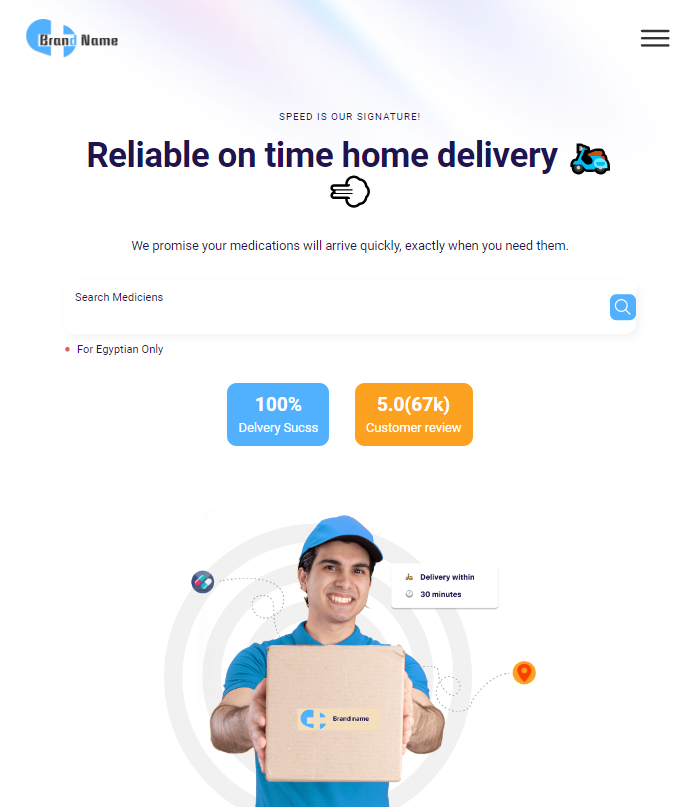 Brand Name
SPEED IS OUR SIGNATURE!
Reliable on time home delivery
We promise your medications will arrive quickly, exactly when you need them.
Search Mediciens
For Egyptian Only
100%
Delvery Sucss
5.0(67k)
Customer review
Delivery within
30 minutes
Brand name